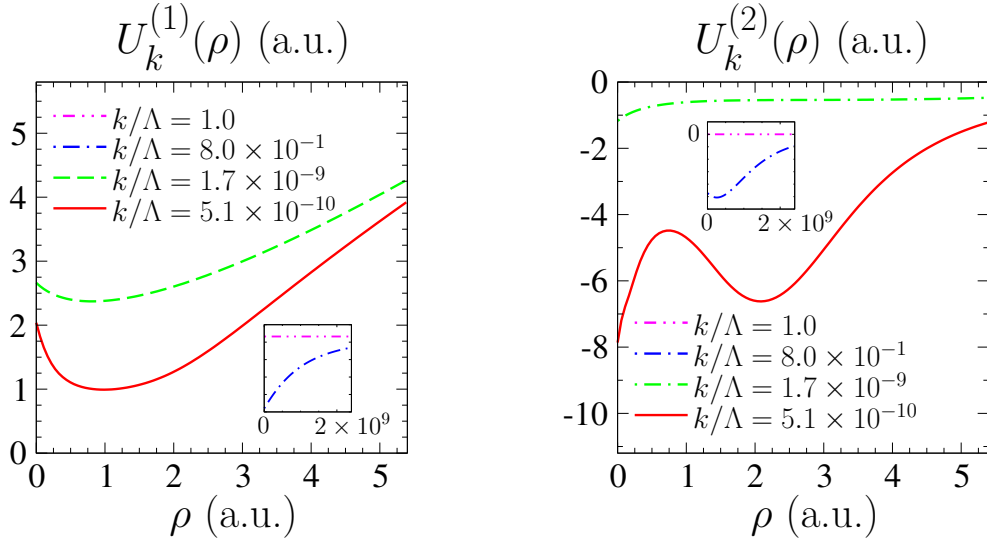 U_k^{(1)}(ρ) (a.u.)
5
4
3
2
1
0
k/Λ = 1.0
k/Λ = 8.0 × 10^{-1}
k/Λ = 1.7 × 10^{-9}
k/Λ = 5.1 × 10^{-10}
0
2 × 10^9
0 1 2 3 4 5
ρ (a.u.)
U_k^{(2)}(ρ) (a.u.)
0
-2
-4
-6
-8
-10
0
0
2 × 10^9
k/Λ = 1.0
k/Λ = 8.0 × 10^{-1}
k/Λ = 1.7 × 10^{-9}
k/Λ = 5.1 × 10^{-10}
0 1 2 3 4 5
ρ (a.u.)